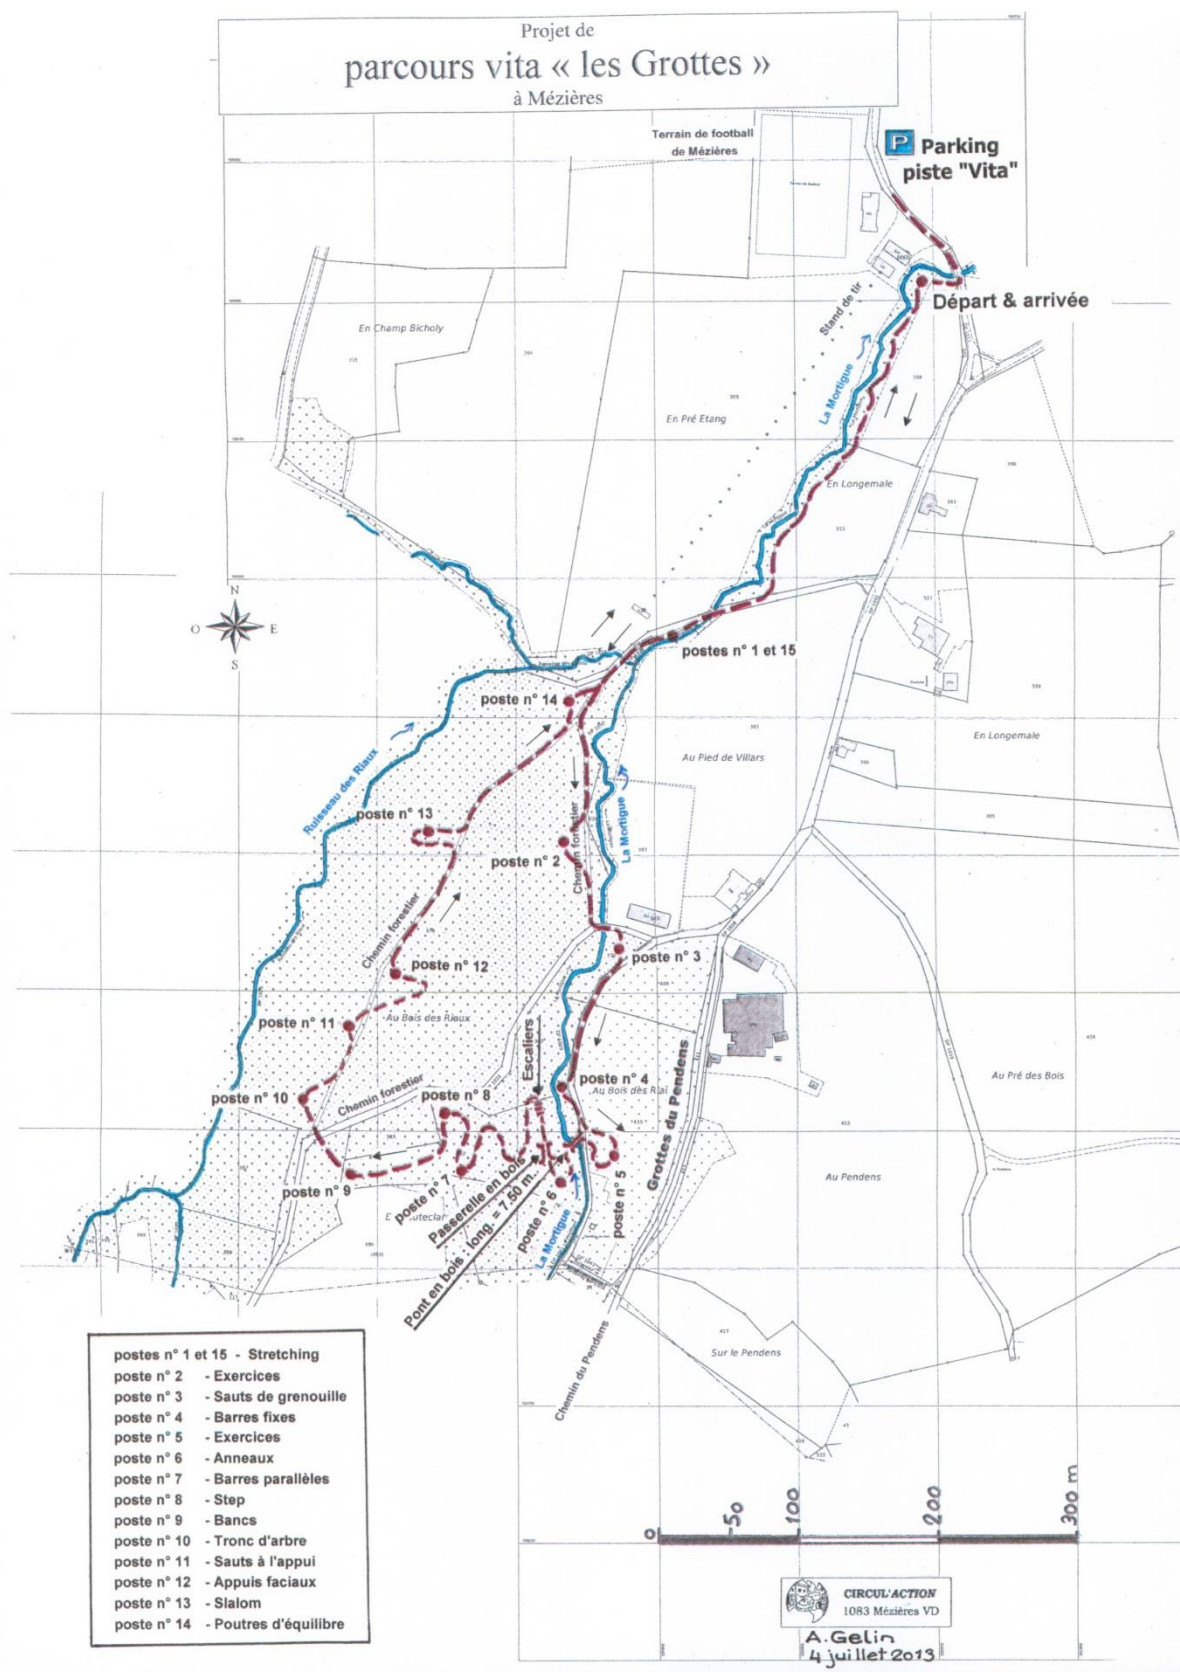 Projet de
parcours vita « les Grottes »
à Mézières
Terrain de football
de Mézières
P Parking
piste "Vita"
Départ & arrivée
Stand de tir
La Mortigue
En Champ Bicholy
En Pré Etang
En Longemale
N
O E
S
postes n° 1 et 15
poste n° 14
Ruisseau des Riaux
Au Pied de Villars
En Longemale
La Mortigue
poste n° 13
poste n° 2
Chemin forestier
Chemin forestier
poste n° 3
poste n° 12
Au Bois des Riaux
poste n° 11
Escaliers
Grottes du Pendens
Au Pré des Bois
poste n° 4
Chemin forestier
poste n° 8
poste n° 10
Au Pendens
poste n° 9
poste n° 7
Passerelle en bois
Pont en bois - long. = 7.50 m.
poste n° 6
poste n° 5
La Mortigue
Chemin du Pendens
Sur le Pendens
postes n° 1 et 15 - Stretching
poste n° 2 - Exercices
poste n° 3 - Sauts de grenouille
poste n° 4 - Barres fixes
poste n° 5 - Exercices
poste n° 6 - Anneaux
poste n° 7 - Barres parallèles
poste n° 8 - Step
poste n° 9 - Bancs
poste n° 10 - Tronc d'arbre
poste n° 11 - Sauts à l'appui
poste n° 12 - Appuis faciaux
poste n° 13 - Slalom
poste n° 14 - Poutres d'équilibre
0 50 100 200 300 m
CIRCUL'ACTION
1083 Mézières VD
A. Gelin
4 juillet 2013